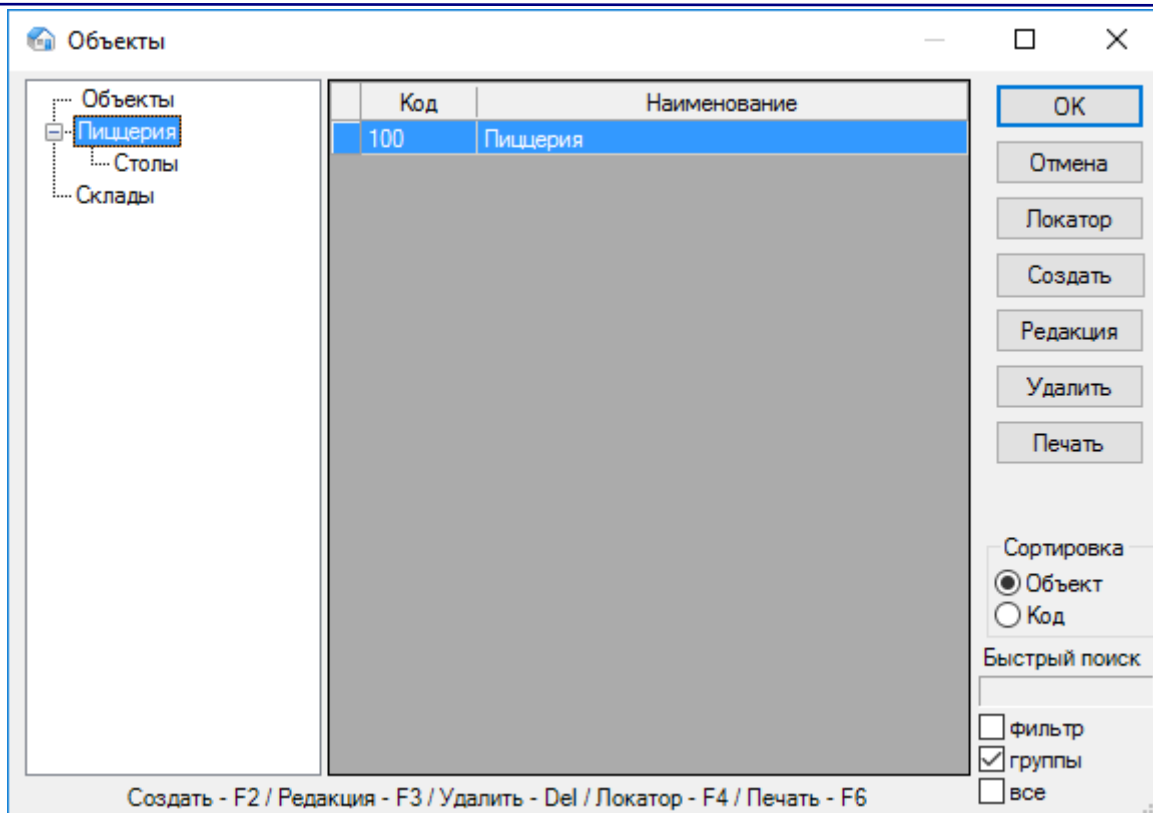 Объекты
Объекты
Пиццерия
Столы
Склады
Код Наименование
100 Пиццерия
OK
Отмена
Локатор
Создать
Редакция
Удалить
Печать
Сортировка
Объект
Код
Быстрый поиск
фильтр
группы
все
Создать - F2 / Редакция - F3 / Удалить - Del / Локатор - F4 / Печать - F6